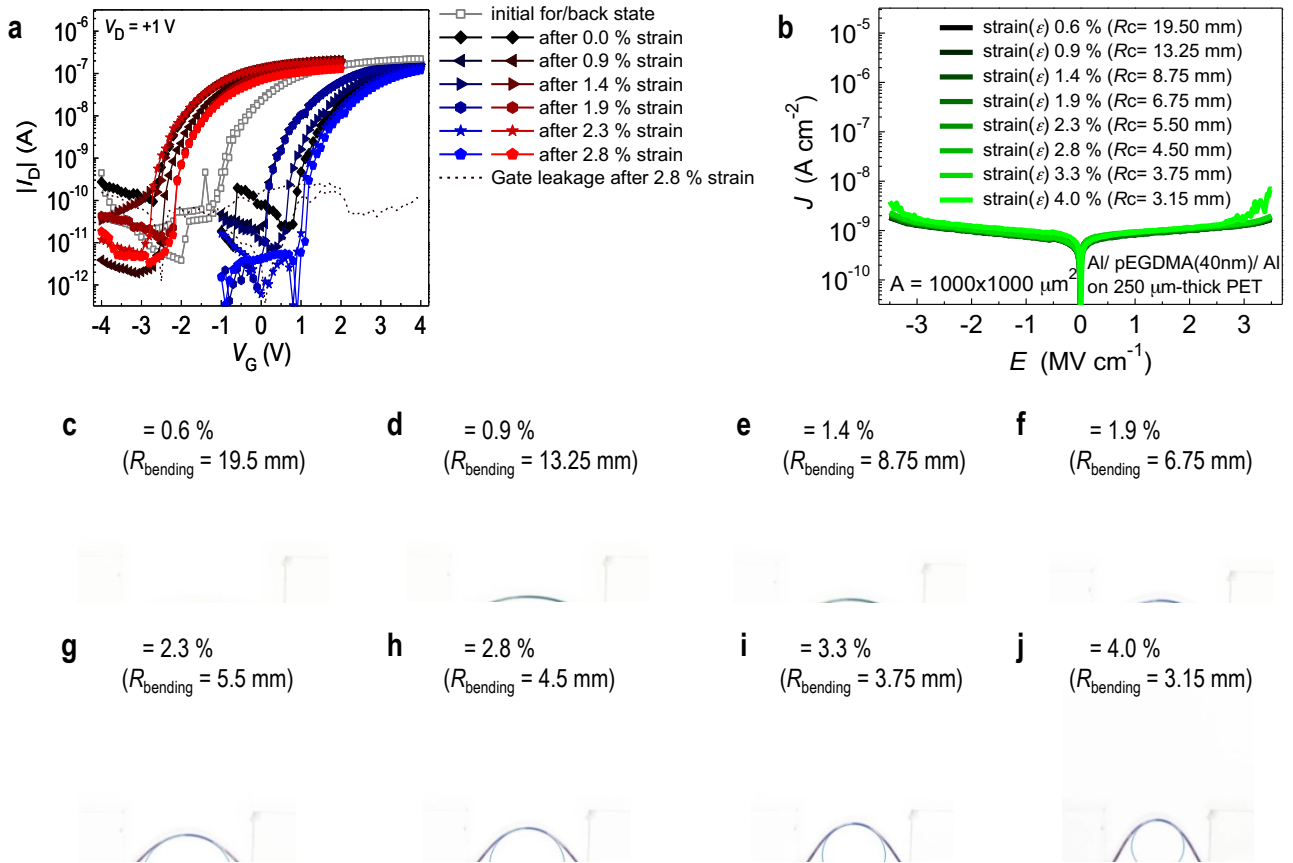 a
V_D = +1 V
10^-6
10^-7
10^-8
10^-9
10^-10
10^-11
10^-12
|I_D| (A)
-4 -3 -2 -1 0 1 2 3 4
V_G (V)
initial for/back state
after 0.0 % strain
after 0.9 % strain
after 1.4 % strain
after 1.9 % strain
after 2.3 % strain
after 2.8 % strain
Gate leakage after 2.8 % strain
b
10^-5
10^-6
10^-7
10^-8
10^-9
10^-10
J (A cm^-2)
strain(ε) 0.6 % (Rc= 19.50 mm)
strain(ε) 0.9 % (Rc= 13.25 mm)
strain(ε) 1.4 % (Rc= 8.75 mm)
strain(ε) 1.9 % (Rc= 6.75 mm)
strain(ε) 2.3 % (Rc= 5.50 mm)
strain(ε) 2.8 % (Rc= 4.50 mm)
strain(ε) 3.3 % (Rc= 3.75 mm)
strain(ε) 4.0 % (Rc= 3.15 mm)
A = 1000x1000 μm^2
Al/ pEGDMA(40nm)/ Al
on 250 μm-thick PET
-3 -2 -1 0 1 2 3
E (MV cm^-1)
c = 0.6 %
(R_bending = 19.5 mm)
d = 0.9 %
(R_bending = 13.25 mm)
e = 1.4 %
(R_bending = 8.75 mm)
f = 1.9 %
(R_bending = 6.75 mm)
g = 2.3 %
(R_bending = 5.5 mm)
h = 2.8 %
(R_bending = 4.5 mm)
i = 3.3 %
(R_bending = 3.75 mm)
j = 4.0 %
(R_bending = 3.15 mm)